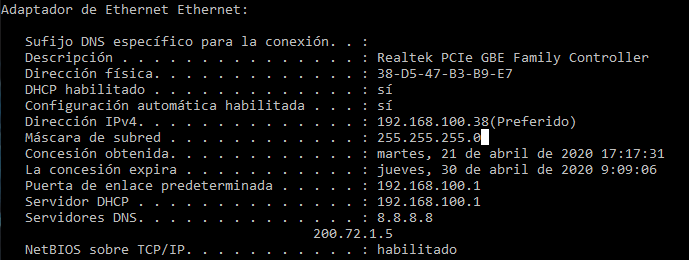 Adaptador de Ethernet Ethernet:
Sufijo DNS específico para la conexión. . :
Descripción . . . . . . . . . . . . . . . : Realtek PCIe GBE Family Controller
Dirección física. . . . . . . . . . . . . : 38-D5-47-B3-B9-E7
DHCP habilitado . . . . . . . . . . . . . : sí
Configuración automática habilitada . . . : sí
Dirección IPv4. . . . . . . . . . . . . . : 192.168.100.38(Preferido)
Máscara de subred . . . . . . . . . . . . : 255.255.255.0
Concesión obtenida. . . . . . . . . . . . : martes, 21 de abril de 2020 17:17:31
La concesión expira . . . . . . . . . . . : jueves, 30 de abril de 2020 9:09:06
Puerta de enlace predeterminada . . . . . : 192.168.100.1
Servidor DHCP . . . . . . . . . . . . . . : 192.168.100.1
Servidores DNS. . . . . . . . . . . . . . : 8.8.8.8
200.72.1.5
NetBIOS sobre TCP/IP. . . . . . . . . . . : habilitado